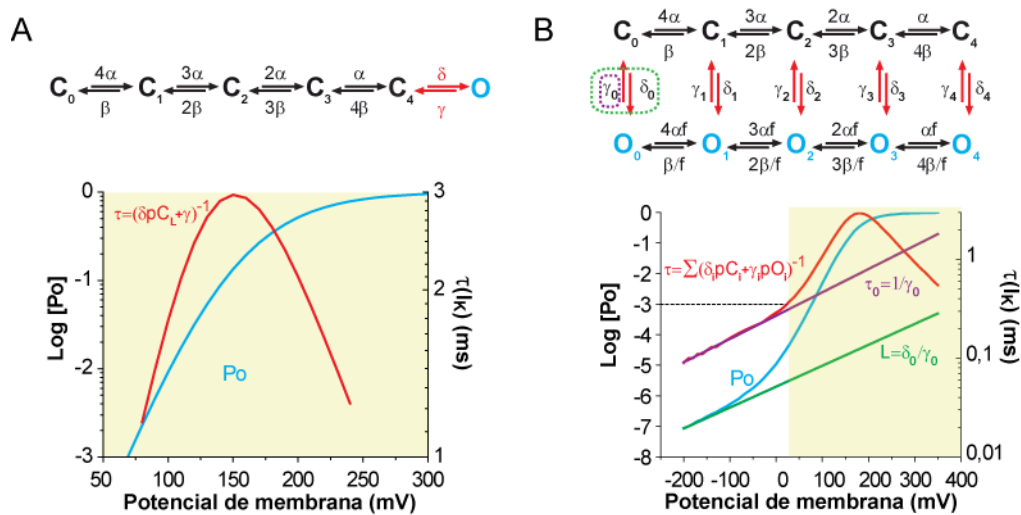 A
4α 3α 2α α δ
C0 C1 C2 C3 C4 O
β 2β 3β 4β γ
τ=(δpCL+γ)-1
Po
Log [Po]
0
-1
-2
-3
τ(Iκ) (ms)
3
2
1
50 100 150 200 250 300
Potencial de membrana (mV)
B
4α 3α 2α α
C0 C1 C2 C3 C4
β 2β 3β 4β
γ0 δ0 γ1 δ1 γ2 δ2 γ3 δ3 γ4 δ4
4αf 3αf 2αf αf
O0 O1 O2 O3 O4
β/f 2β/f 3β/f 4β/f
τ=∑(δipCi+γipOi)-1
τ0=1/γ0
L=δ0/γ0
Po
Log [Po]
0
-1
-2
-3
-4
-5
-6
-7
-8
τ(Iκ) (ms)
1
0,1
0,01
-200 -100 0 100 200 300 400
Potencial de membrana (mV)